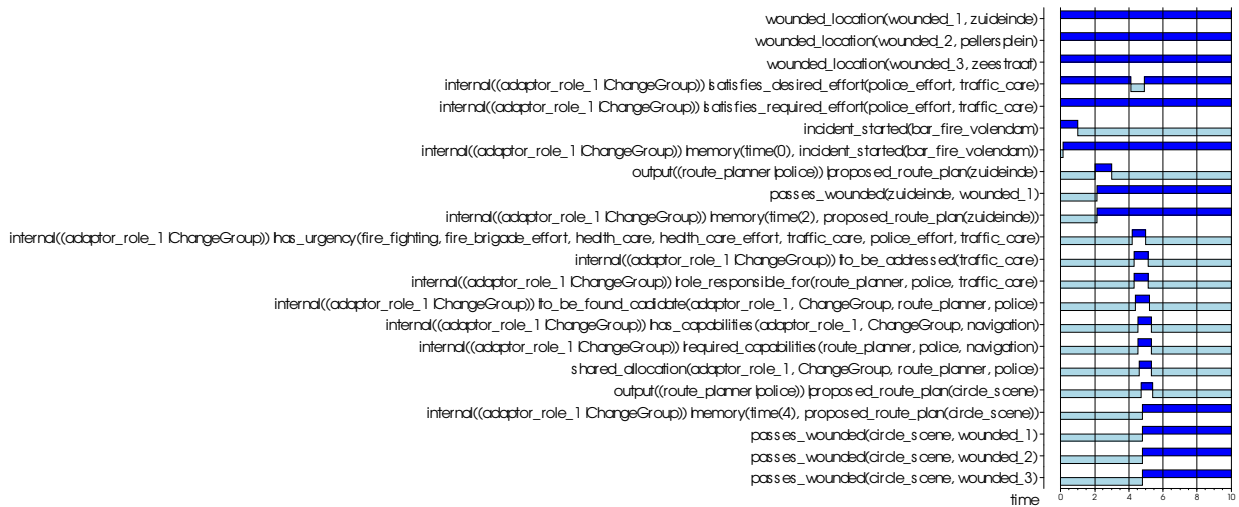 wounded_location(wounded_1, zuideinde)
wounded_location(wounded_2, pellersplein)
wounded_location(wounded_3, zeestraat)
internal((adaptor_role_1|ChangeGroup))|satisfies_desired_effort(police_effort, traffic_care)
internal((adaptor_role_1|ChangeGroup))|satisfies_required_effort(police_effort, traffic_care)
incident_started(bar_fire_volendam)
internal((adaptor_role_1|ChangeGroup))|memory(time(0), incident_started(bar_fire_volendam))
output((route_planner|police))|proposed_route_plan(zuideinde)
passes_wounded(zuideinde, wounded_1)
internal((adaptor_role_1|ChangeGroup))|memory(time(2), proposed_route_plan(zuideinde))
internal((adaptor_role_1|ChangeGroup))|has_urgency(fire_fighting, fire_brigade_effort, health_care, health_care_effort, traffic_care, police_effort, traffic_care)
internal((adaptor_role_1|ChangeGroup))|to_be_addressed(traffic_care)
internal((adaptor_role_1|ChangeGroup))|role_responsible_for(route_planner, police, traffic_care)
internal((adaptor_role_1|ChangeGroup))|to_be_found_cadidate(adaptor_role_1, ChangeGroup, route_planner, police)
internal((adaptor_role_1|ChangeGroup))|has_capabilities(adaptor_role_1, ChangeGroup, navigation)
internal((adaptor_role_1|ChangeGroup))|required_capabilities(route_planner, police, navigation)
shared_allocation(adaptor_role_1, ChangeGroup, route_planner, police)
output((route_planner|police))|proposed_route_plan(circle_scene)
internal((adaptor_role_1|ChangeGroup))|memory(time(4), proposed_route_plan(circle_scene))
passes_wounded(circle_scene, wounded_1)
passes_wounded(circle_scene, wounded_2)
passes_wounded(circle_scene, wounded_3)
time 0 2 4 6 8 10